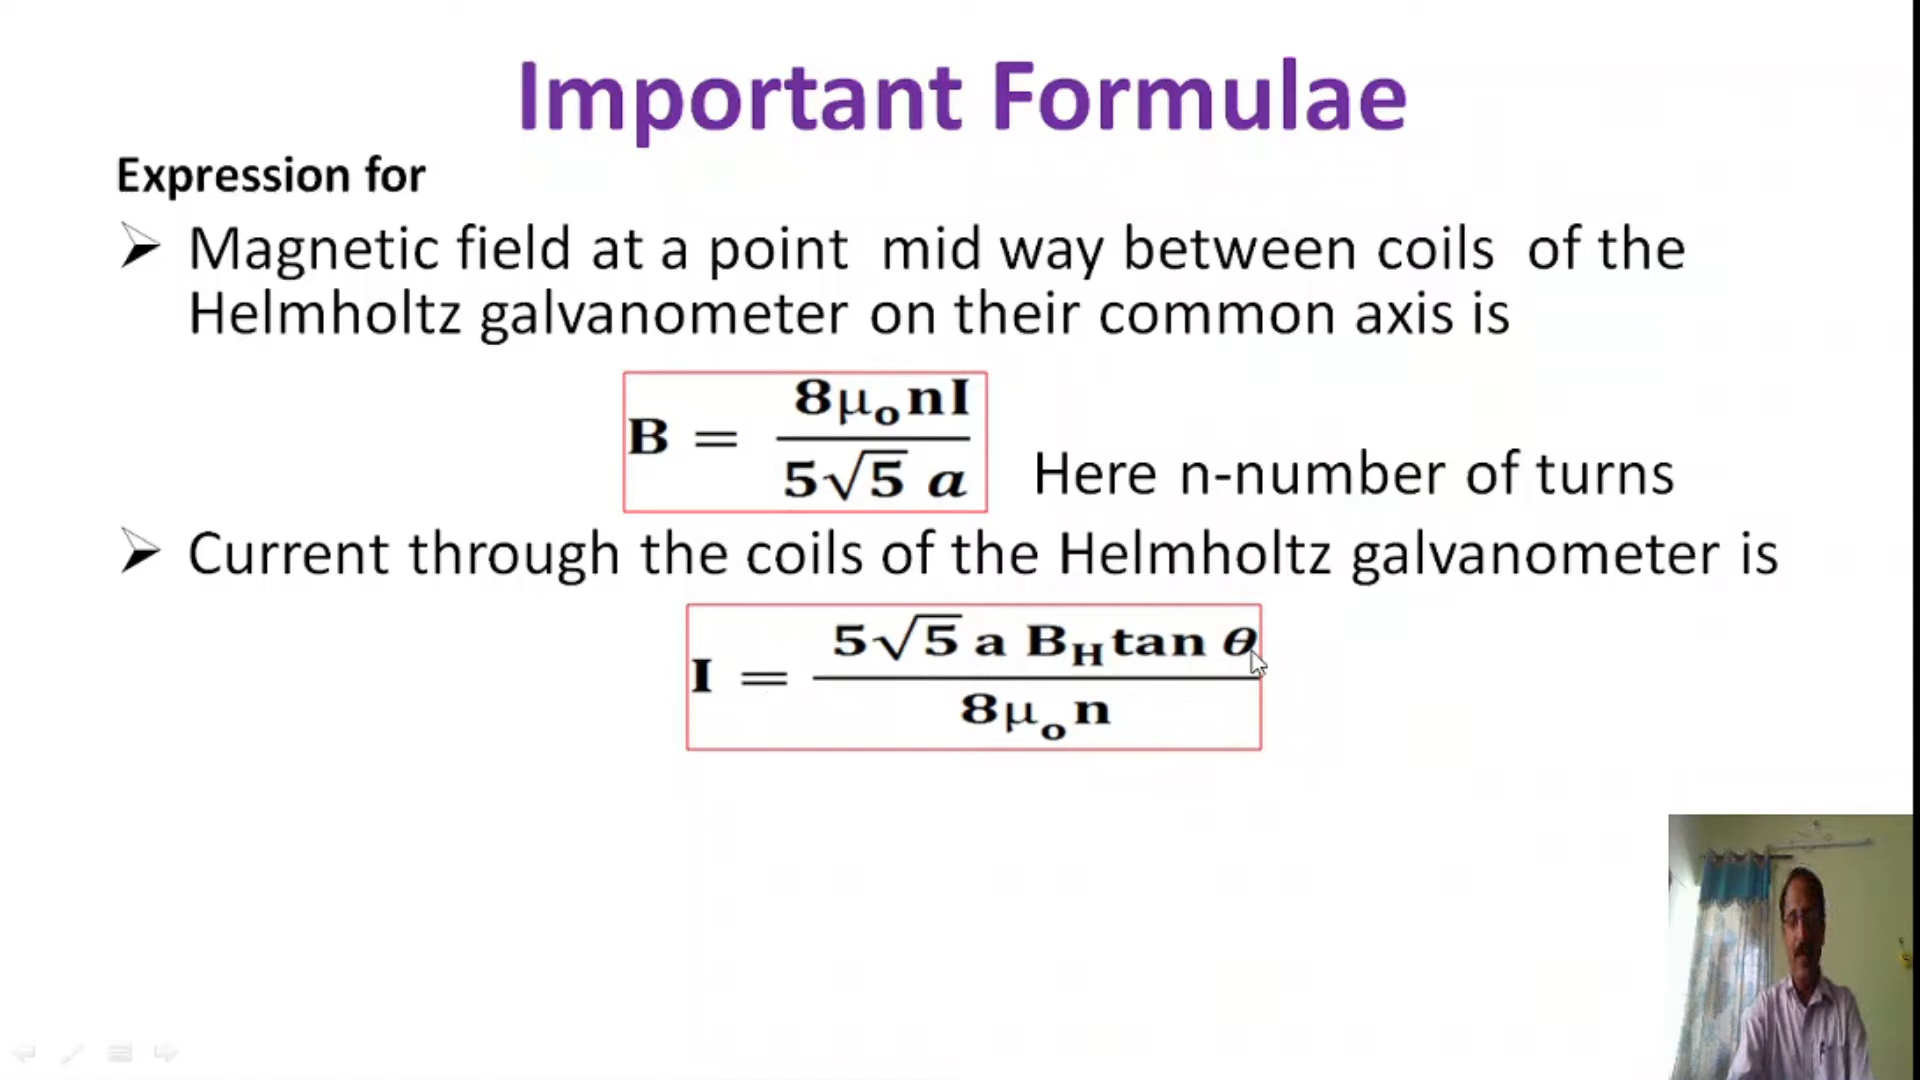 Important Formulae
Expression for
➢ Magnetic field at a point mid way between coils of the
Helmholtz galvanometer on their common axis is
B = 8μₒnI / 5√5 a
Here n-number of turns
➢ Current through the coils of the Helmholtz galvanometer is
I = 5√5 a B_H tan θ / 8μₒn